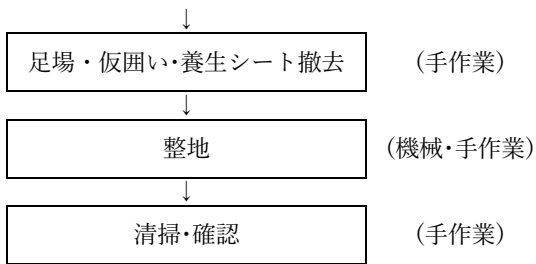 ↓
足場・仮囲い･養生シート撤去 (手作業)
↓
整地 (機械･手作業)
↓
清掃･確認 (手作業)